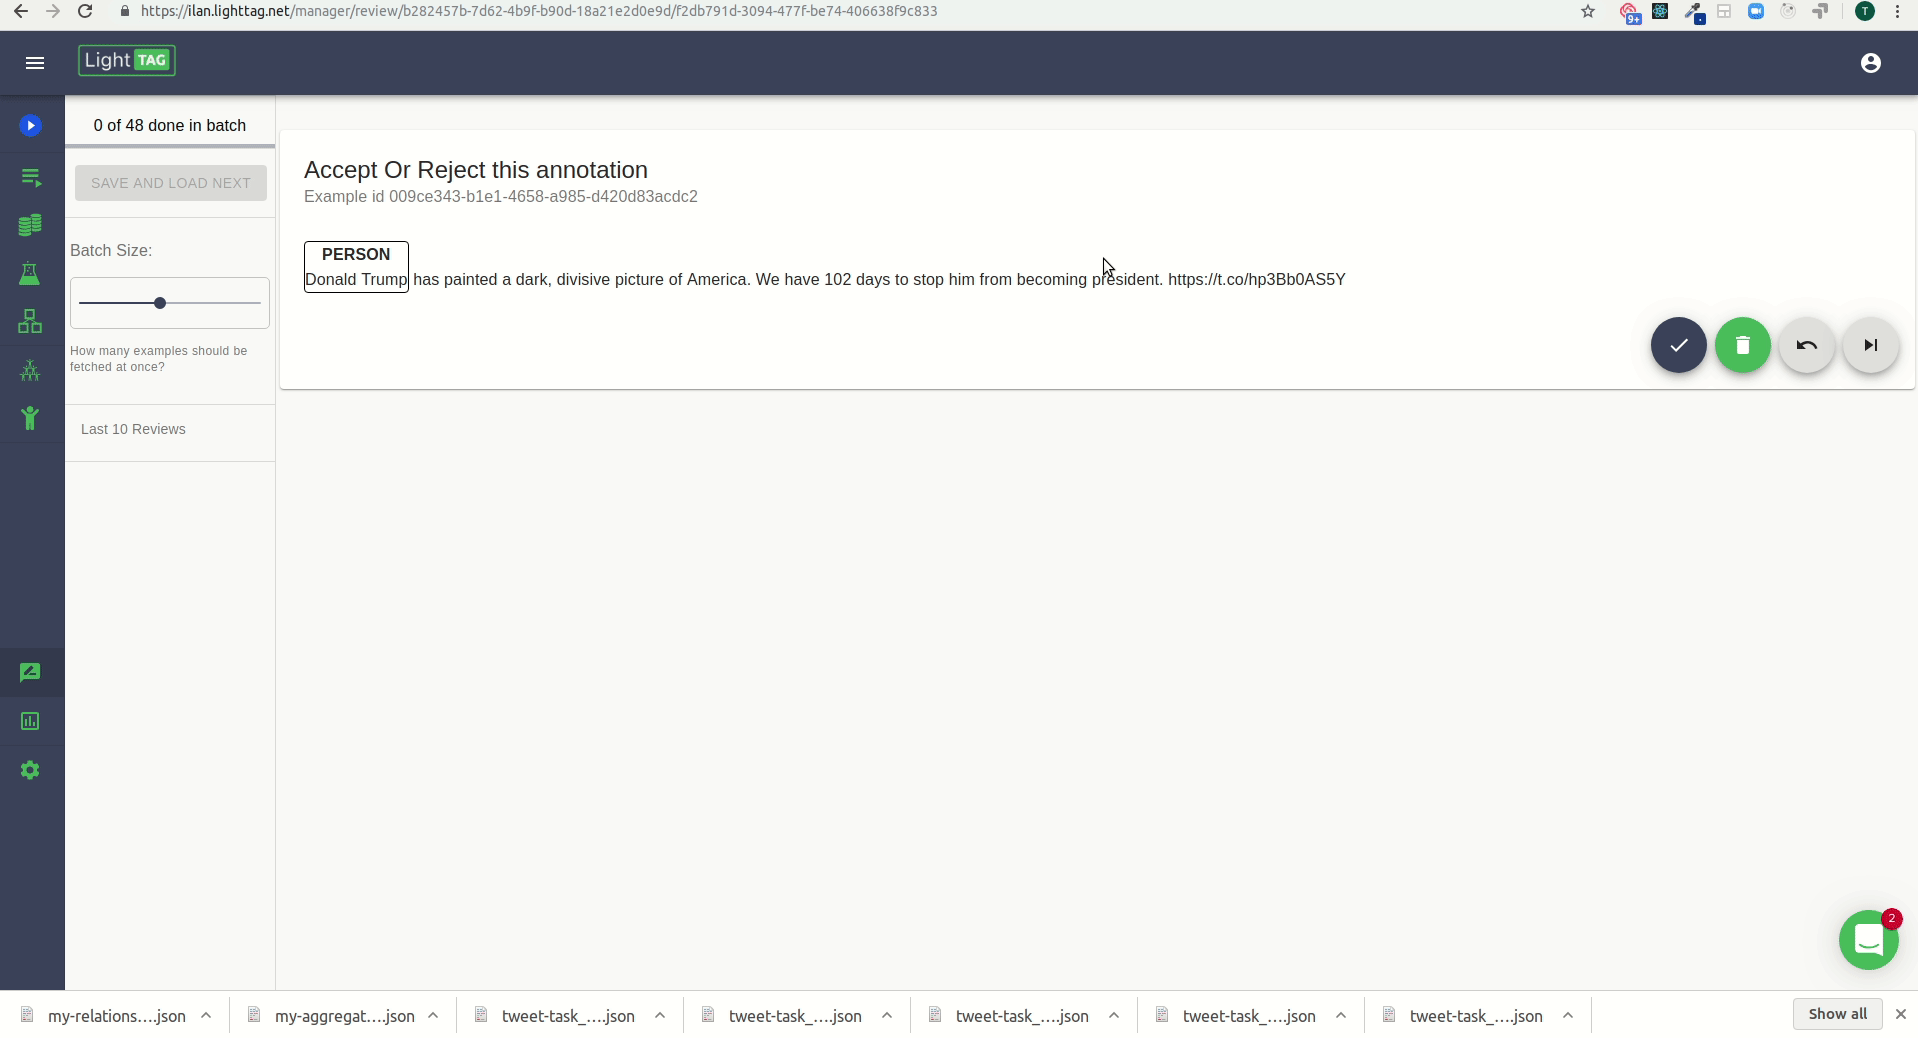 https://ilan.lighttag.net/manager/review/b282457b-7d62-4b9f-b90d-18a21e2d0e9d/f2db791d-3094-477f-be74-406638f9c833
9+
T
Light TAG
0 of 48 done in batch
SAVE AND LOAD NEXT
Batch Size:
How many examples should be
fetched at once?
Last 10 Reviews
Accept Or Reject this annotation
Example id 009ce343-b1e1-4658-a985-d420d83acdc2
PERSON
Donald Trump has painted a dark, divisive picture of America. We have 102 days to stop him from becoming president. https://t.co/hp3Bb0AS5Y
2
my-relations....json
my-aggregat....json
tweet-task_....json
tweet-task_....json
tweet-task_....json
tweet-task_....json
tweet-task_....json
Show all